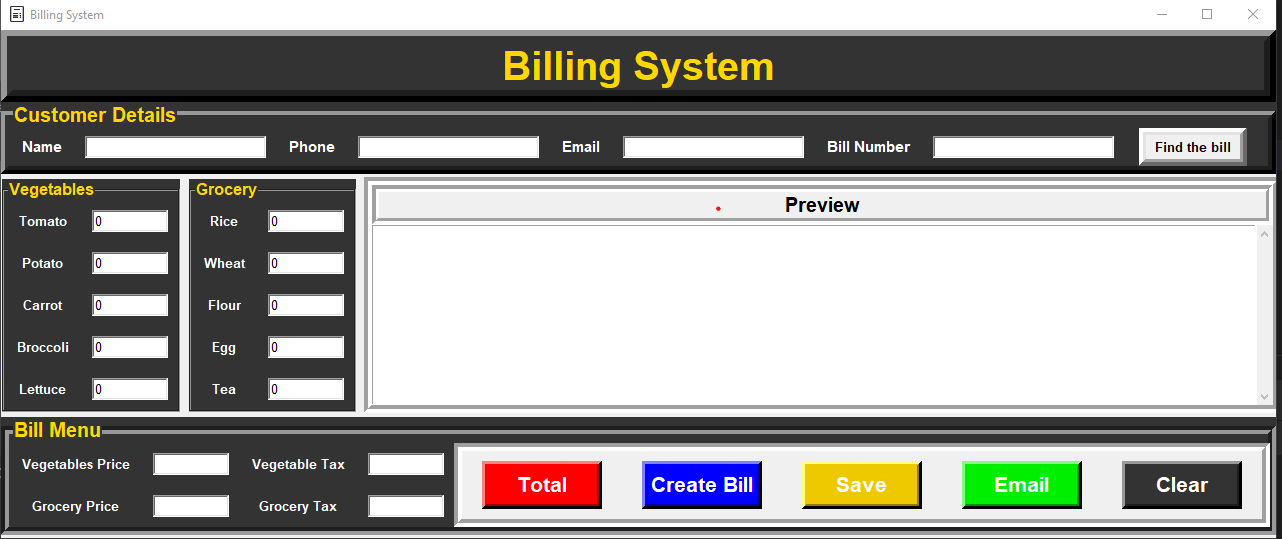 Billing System
Billing System
Customer Details
Name Phone Email Bill Number Find the bill
Vegetables
Tomato 0
Potato 0
Carrot 0
Broccoli 0
Lettuce 0
Grocery
Rice 0
Wheat 0
Flour 0
Egg 0
Tea 0
Preview
Bill Menu
Vegetables Price Vegetable Tax
Grocery Price Grocery Tax
Total Create Bill Save Email Clear